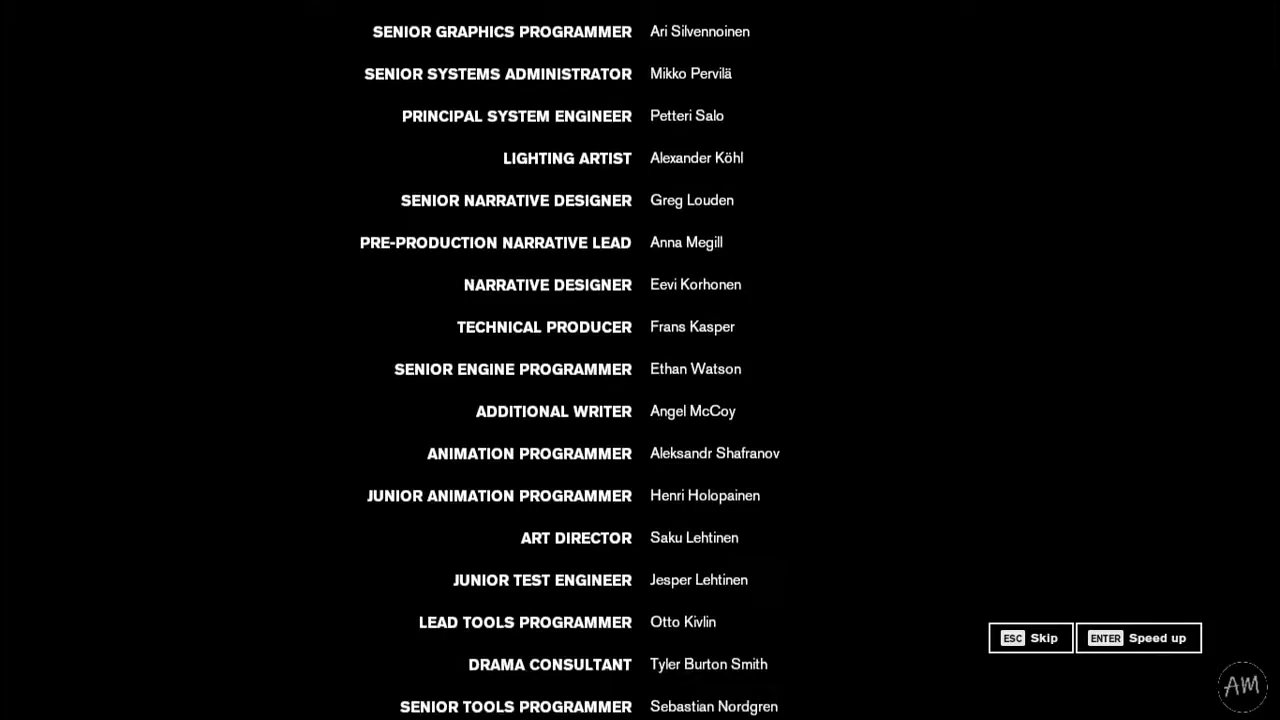 SENIOR GRAPHICS PROGRAMMER Ari Silvennoinen
SENIOR SYSTEMS ADMINISTRATOR Mikko Pervilä
PRINCIPAL SYSTEM ENGINEER Petteri Salo
LIGHTING ARTIST Alexander Köhl
SENIOR NARRATIVE DESIGNER Greg Louden
PRE-PRODUCTION NARRATIVE LEAD Anna Megill
NARRATIVE DESIGNER Eevi Korhonen
TECHNICAL PRODUCER Frans Kasper
SENIOR ENGINE PROGRAMMER Ethan Watson
ADDITIONAL WRITER Angel McCoy
ANIMATION PROGRAMMER Aleksandr Shafranov
JUNIOR ANIMATION PROGRAMMER Henri Holopainen
ART DIRECTOR Saku Lehtinen
JUNIOR TEST ENGINEER Jesper Lehtinen
LEAD TOOLS PROGRAMMER Otto Kivlin
ESC Skip ENTER Speed up
DRAMA CONSULTANT Tyler Burton Smith
AM
SENIOR TOOLS PROGRAMMER Sebastian Nordgren